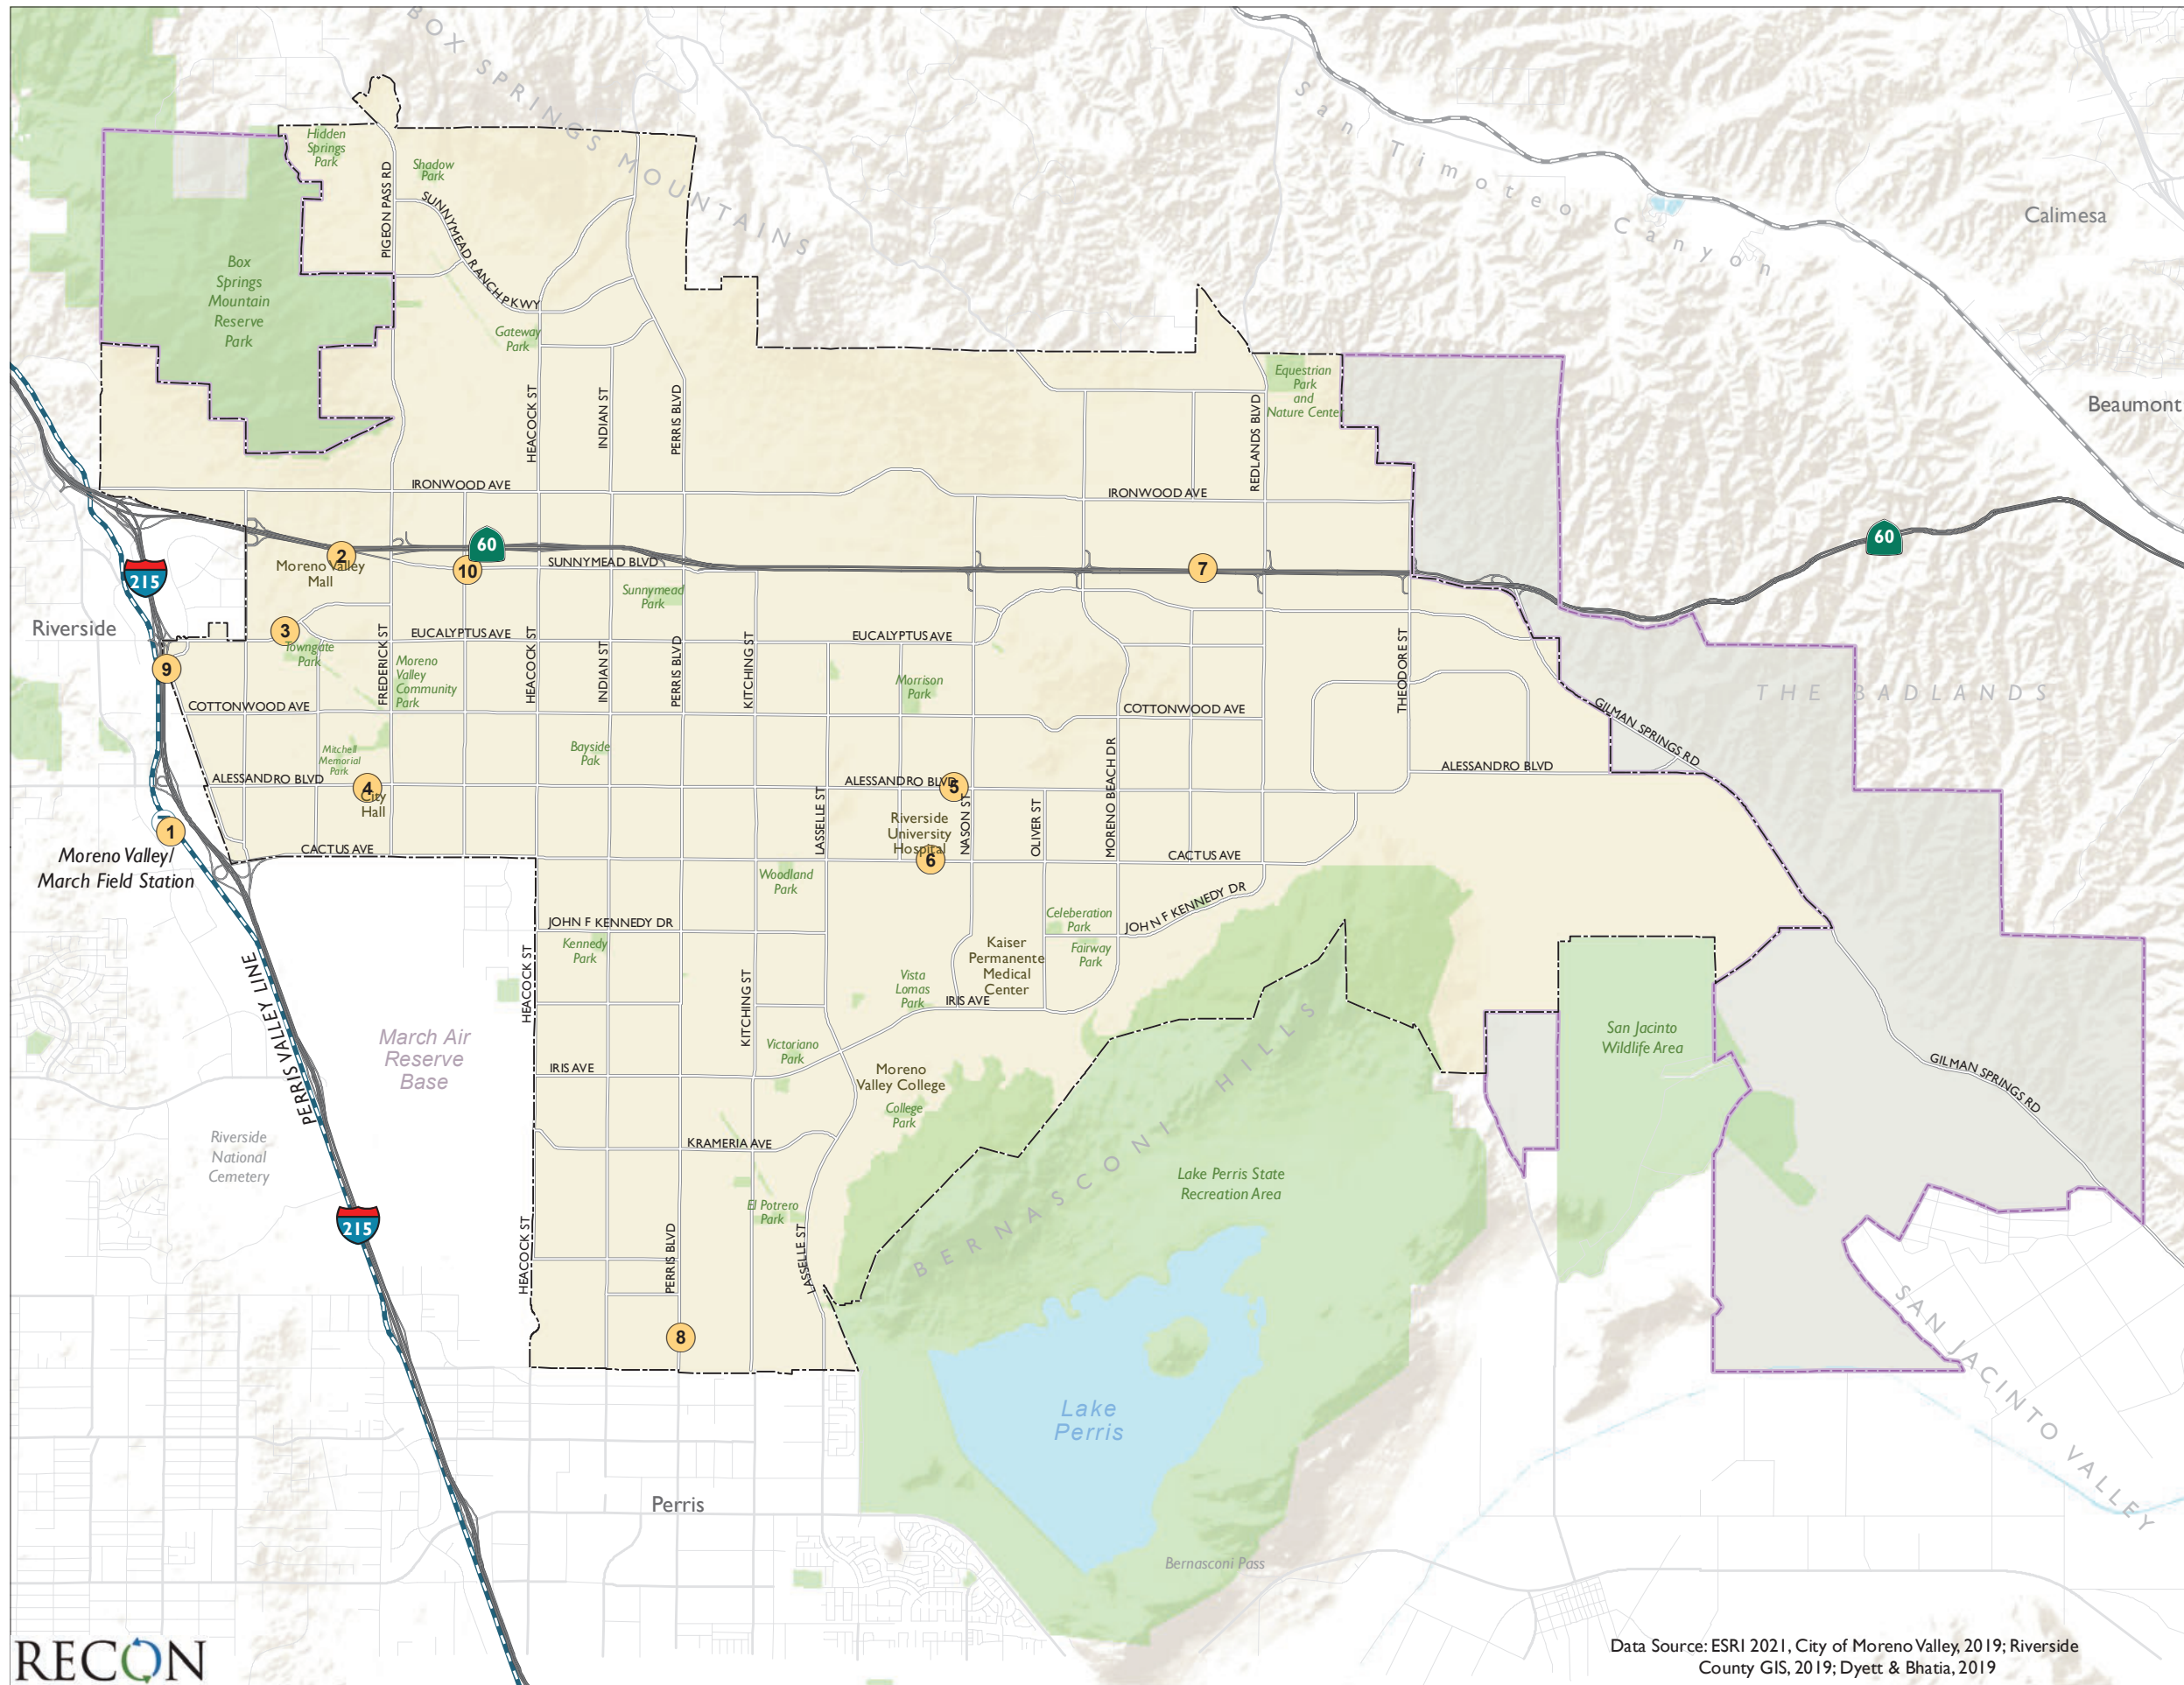 BOX SPRINGS MOUNTAINS
San Timoteo Canyon
Calimesa
Beaumont
Hidden
Springs
Park
Shadow
Park
PIGEON PASS RD
SUNNYMEAD RANCH PKWY
Box
Springs
Mountain
Reserve
Park
Gateway
Park
Equestrian
Park
and
Nature Center
HEACOCK ST
INDIAN ST
PERRIS BLVD
REDLANDS BLVD
IRONWOOD AVE
IRONWOOD AVE
60
60
215
2
Moreno Valley
Mall
10
SUNNYMEAD BLVD
7
Sunnymead
Park
Riverside
3
Towngate
Park
9
EUCALYPTUS AVE
EUCALYPTUS AVE
FREDERICK ST
Moreno
Valley
Community
Park
HEACOCK ST
INDIAN ST
PERRIS BLVD
KITCHING ST
Morrison
Park
THEODORE ST
THE BADLANDS
COTTONWOOD AVE
COTTONWOOD AVE
GILMAN SPRINGS RD
Mitchell
Memorial
Park
Bayside
Pak
MORENO BEACH DR
ALESSANDRO BLVD
ALESSANDRO BLVD
ALESSANDRO BLVD
4
City
Hall
5
LASSELLE ST
NASON ST
OLIVER ST
Riverside
University
Hospital
6
1
Moreno Valley/
March Field Station
CACTUS AVE
CACTUS AVE
Woodland
Park
JOHN F KENNEDY DR
JOHN F KENNEDY DR
Celeberation
Park
Fairway
Park
Kennedy
Park
Kaiser
Permanente
Medical
Center
HEACOCK ST
KITCHING ST
Vista
Lomas
Park
IRIS AVE
PERRIS VALLEY LINE
March Air
Reserve
Base
Victoriano
Park
IRIS AVE
Moreno
Valley College
College
Park
San Jacinto
Wildlife Area
GILMAN SPRINGS RD
BERNASCONI HILLS
Riverside
National
Cemetery
KRAMERIA AVE
Lake Perris State
Recreation Area
El Potrero
Park
215
HEACOCK ST
PERRIS BLVD
LASSELLE ST
8
SAN JACINTO VALLEY
Lake
Perris
Perris
Bernasconi Pass
RECON
Data Source: ESRI 2021, City of Moreno Valley, 2019; Riverside
County GIS, 2019; Dyett & Bhatia, 2019